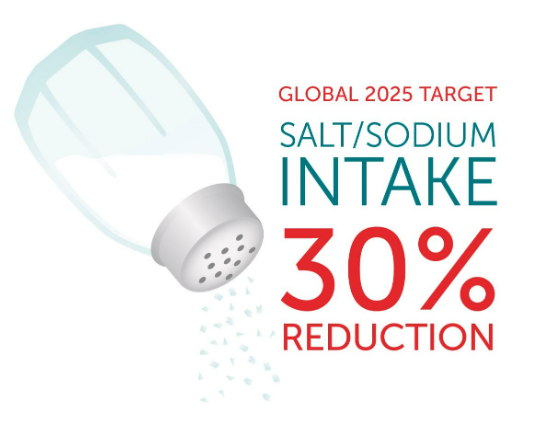 GLOBAL 2025 TARGET
SALT/SODIUM
INTAKE
30%
REDUCTION